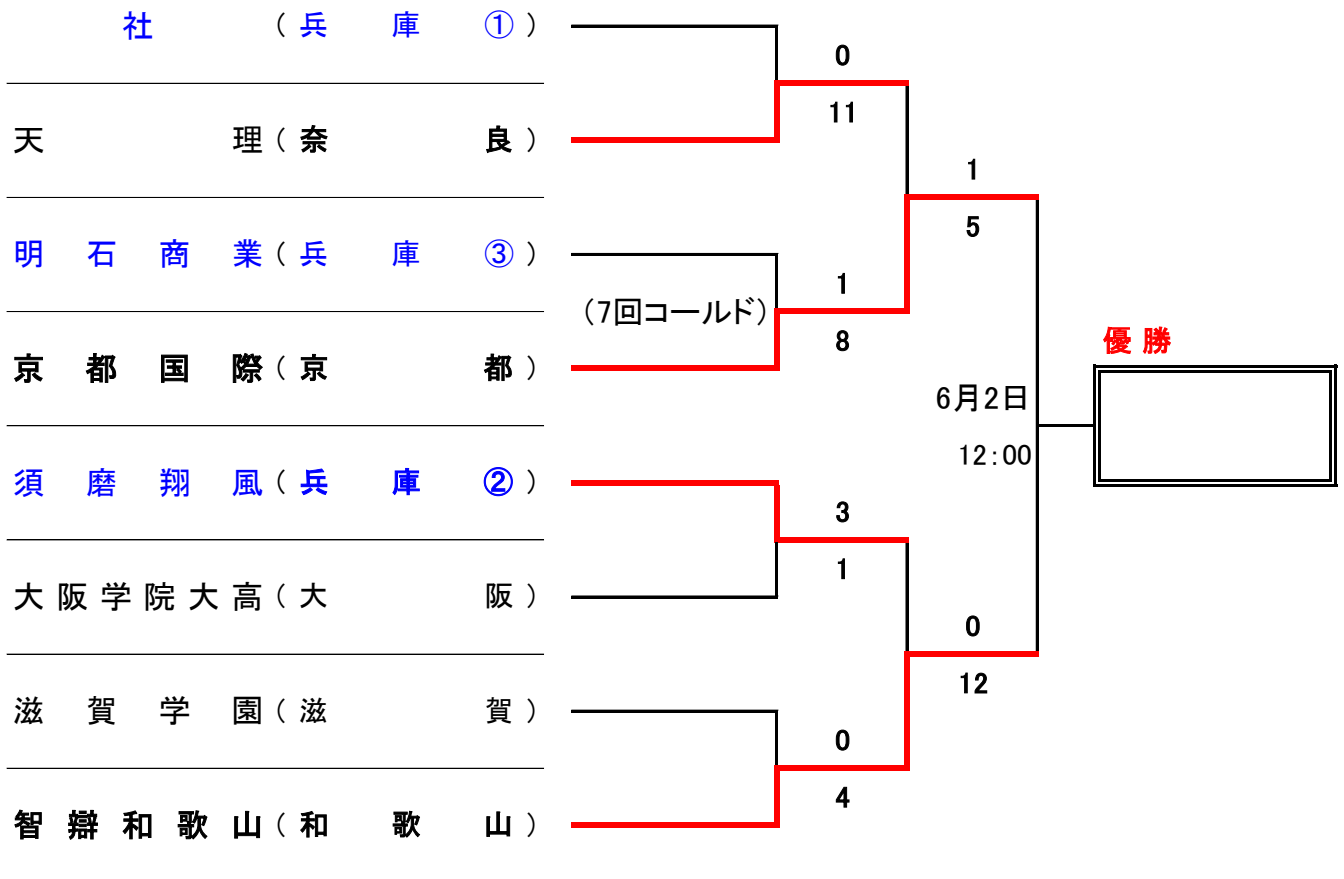 社(兵庫①)
0
11
天理(奈良)
1
5
明石商業(兵庫③)
1
(7回コールド)
8
京都国際(京都)
優勝
6月2日
12:00
須磨翔風(兵庫②)
3
1
大阪学院大高(大阪)
0
12
滋賀学園(滋賀)
0
4
智辯和歌山(和歌山)